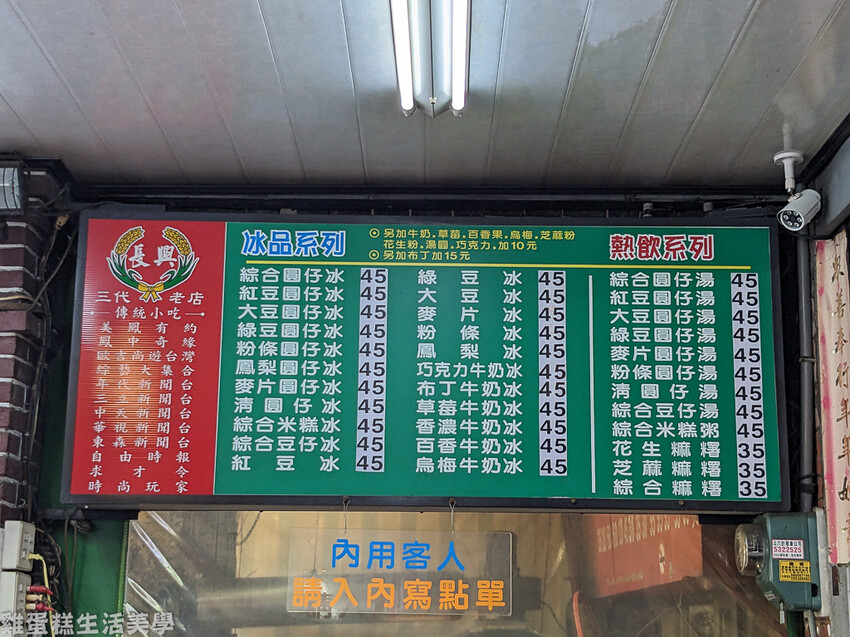 長興
三代 老店
傳統小吃
美鳳有約
鳳中奇緣
歐吉尚遊台灣
綜藝大集合
年代新聞台
三立新聞台
中天新聞台
華視新聞台
東森新聞台
自由時報
求才令
時尚玩家
冰品系列
◎另加牛奶.草莓.百香果.烏梅.芝蔴粉
花生粉.湯圓.巧克力.加10元
◎另加布丁加15元
綜合圓仔冰 45
紅豆圓仔冰 45
大豆圓仔冰 45
綠豆圓仔冰 45
粉條圓仔冰 45
鳳梨圓仔冰 45
麥片圓仔冰 45
清圓仔冰 45
綜合米糕冰 45
綜合豆仔冰 45
紅豆冰 45
綠豆冰 45
大豆冰 45
麥片冰 45
粉條冰 45
鳳梨冰 45
巧克力牛奶冰 45
布丁牛奶冰 45
草莓牛奶冰 45
香濃牛奶冰 45
百香牛奶冰 45
烏梅牛奶冰 45
熱飲系列
綜合圓仔湯 45
紅豆圓仔湯 45
大豆圓仔湯 45
綠豆圓仔湯 45
麥片圓仔湯 45
粉條圓仔湯 45
清圓仔湯 45
綜合豆仔湯 45
綜合米糕粥 45
花生麻糬 35
芝蔴麻糬 35
綜合麻糬 35
內用客人
請入內寫點單
5322525
雞蛋糕生活美學